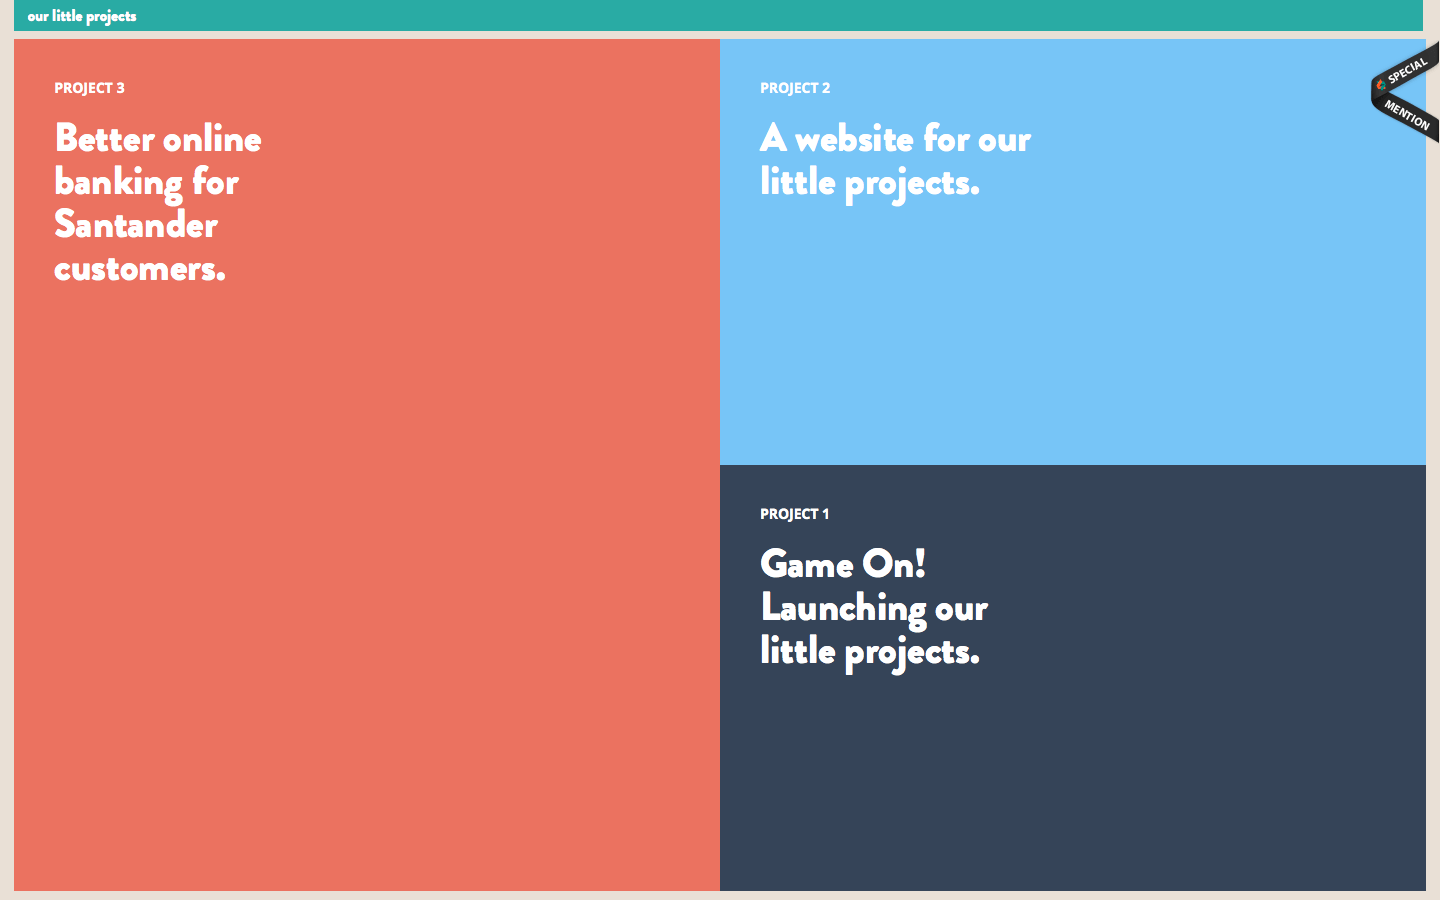 our little projects
PROJECT 3
Better online
banking for
Santander
customers.
PROJECT 2
A website for our
little projects.
SPECIAL
MENTION
PROJECT 1
Game On!
Launching our
little projects.